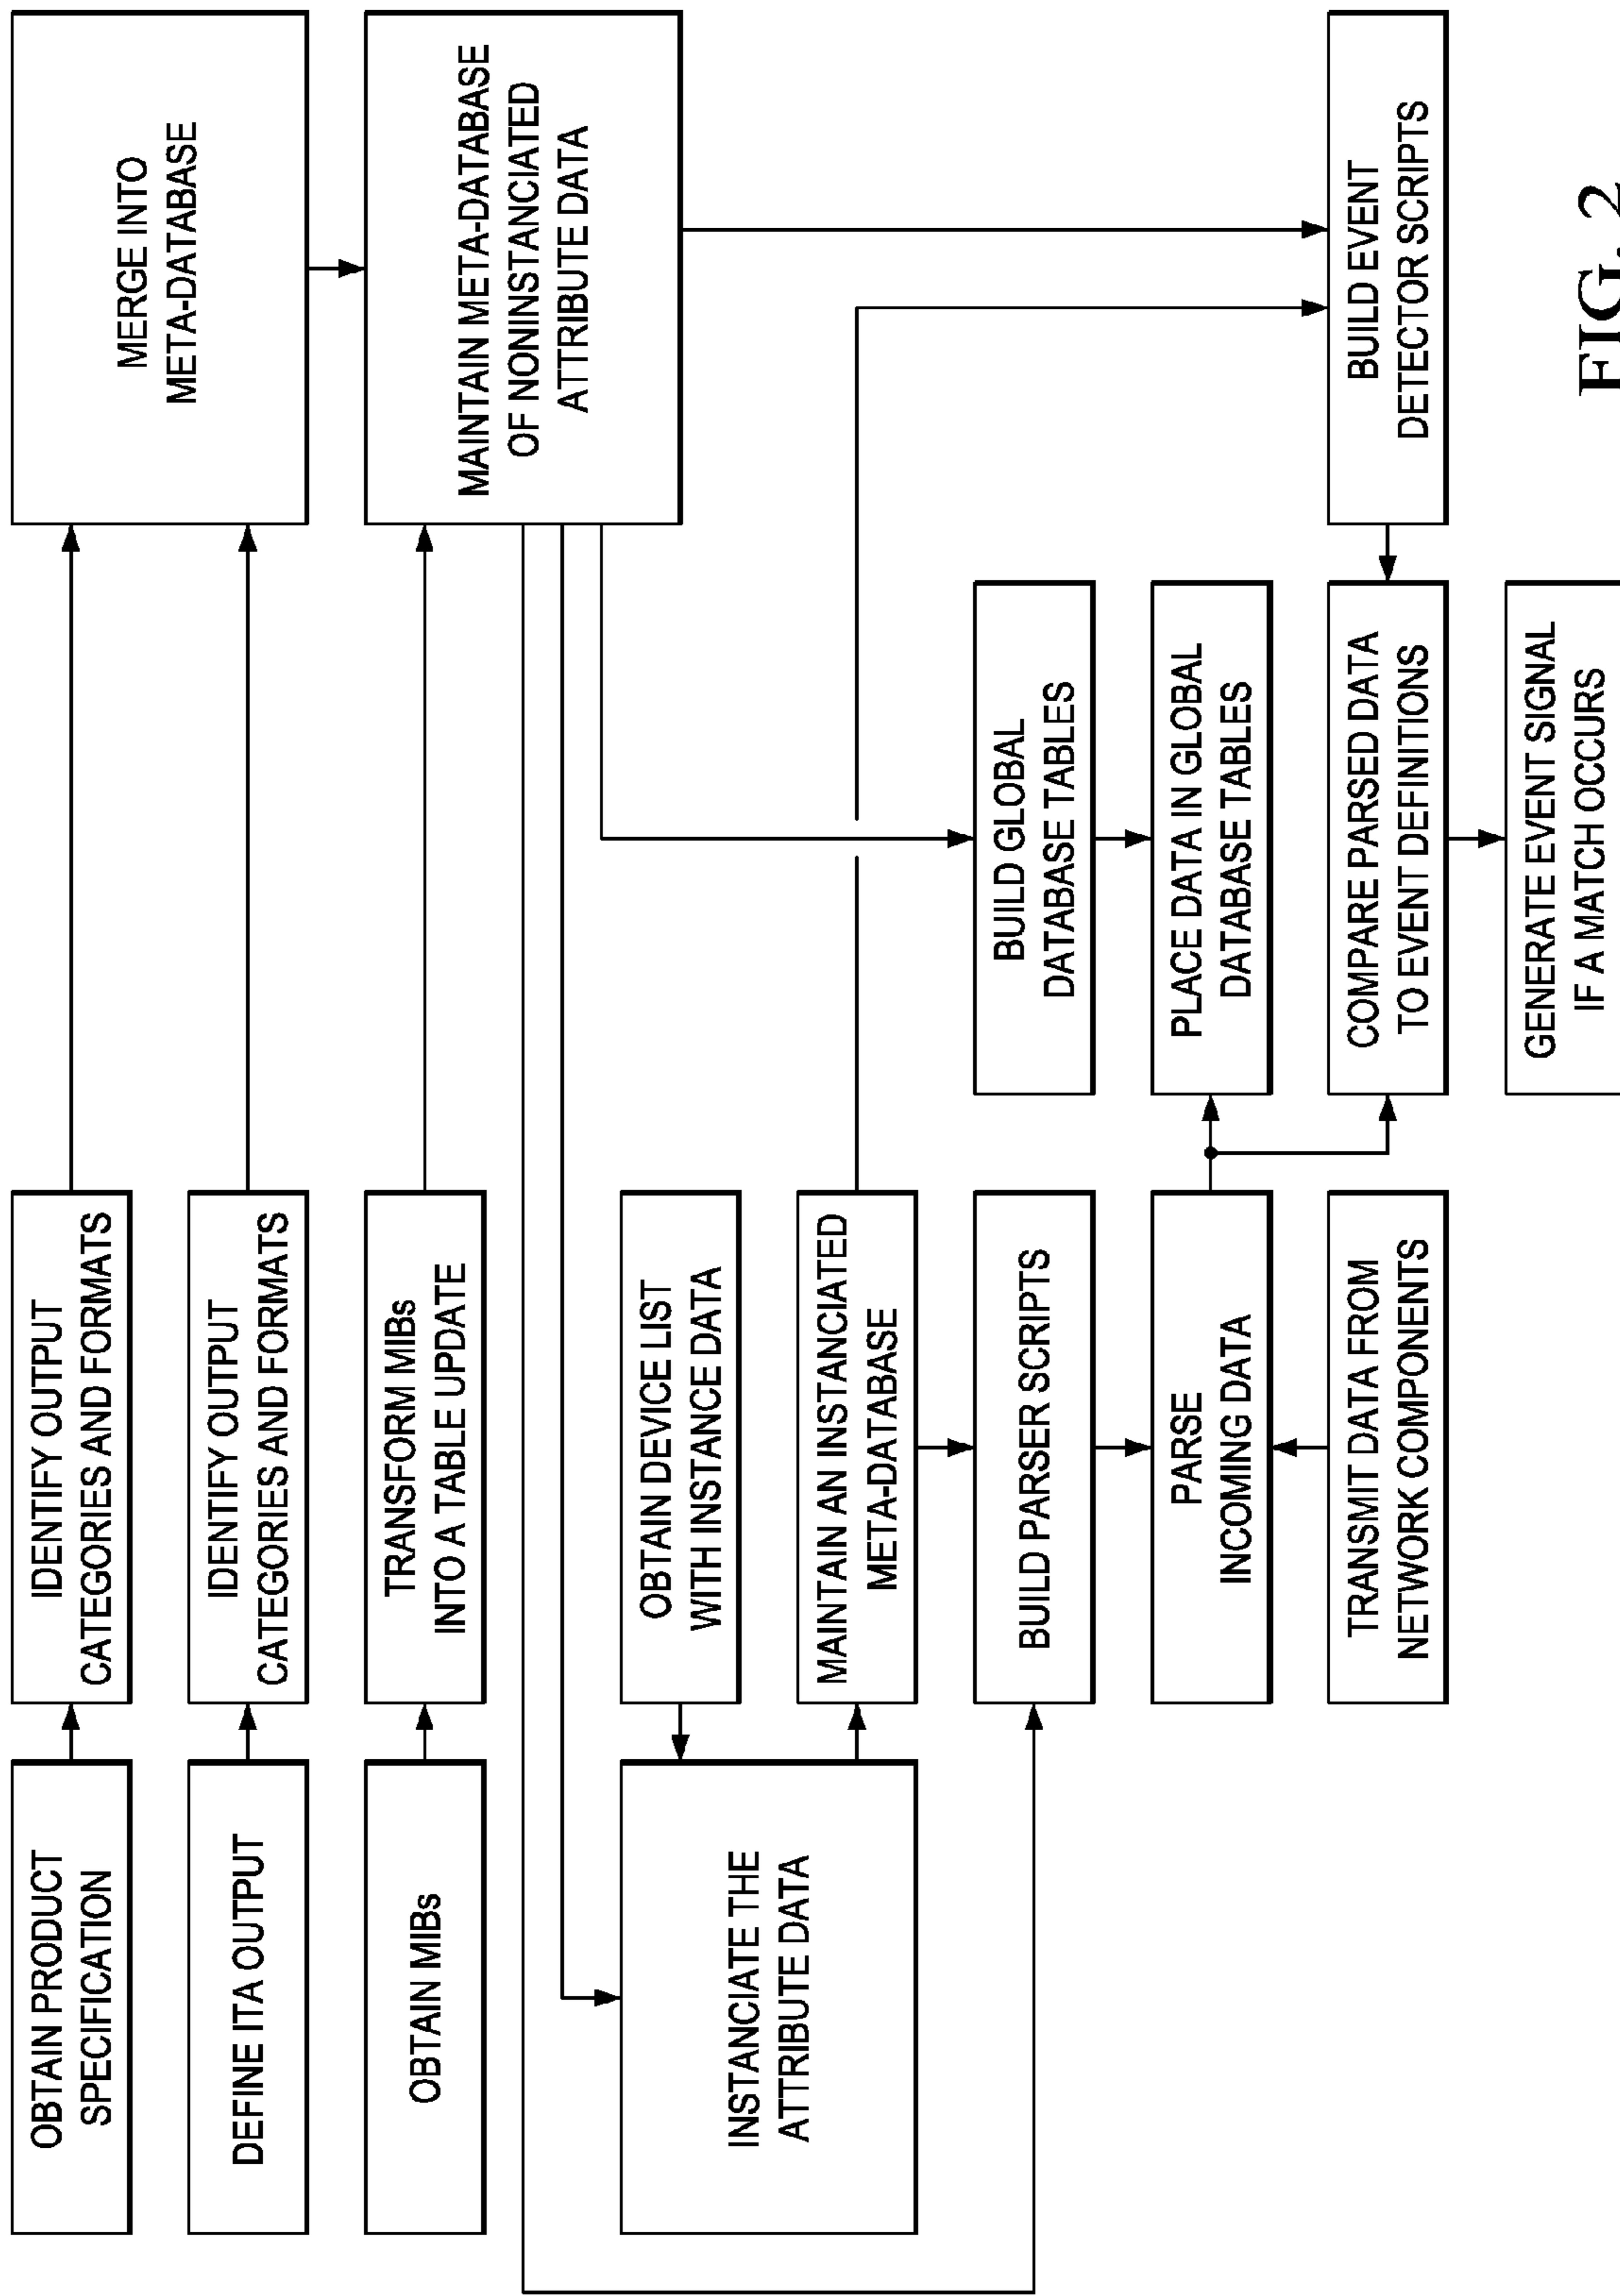 OBTAIN PRODUCT
SPECIFICATION
IDENTIFY OUTPUT
CATEGORIES AND FORMATS
MERGE INTO
META-DATABASE
DEFINE ITA OUTPUT
IDENTIFY OUTPUT
CATEGORIES AND FORMATS
OBTAIN MIBs
TRANSFORM MIBs
INTO A TABLE UPDATE
MAINTAIN META-DATABASE
OF NONINSTANCIATED
ATTRIBUTE DATA
INSTANCIATE THE
ATTRIBUTE DATA
OBTAIN DEVICE LIST
WITH INSTANCE DATA
MAINTAIN AN INSTANCIATED
META-DATABASE
BUILD PARSER SCRIPTS
BUILD GLOBAL
DATABASE TABLES
PARSE
INCOMING DATA
PLACE DATA IN GLOBAL
DATABASE TABLES
TRANSMIT DATA FROM
NETWORK COMPONENTS
COMPARE PARSED DATA
TO EVENT DEFINITIONS
BUILD EVENT
DETECTOR SCRIPTS
GENERATE EVENT SIGNAL
IF A MATCH OCCURS
FIG. 2